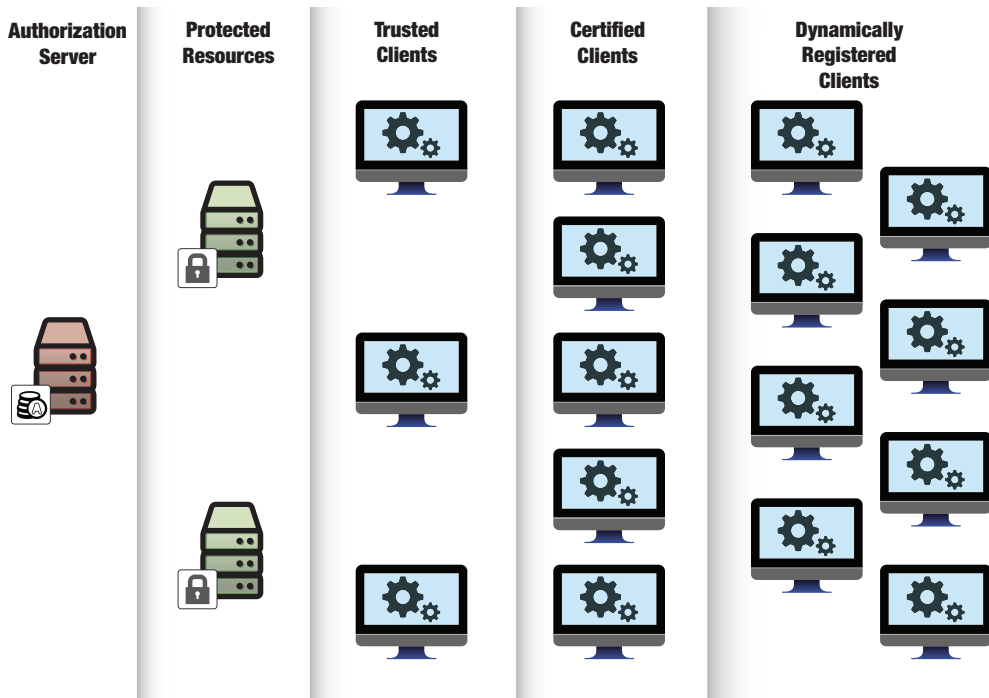 Authorization
Server
Protected
Resources
Trusted
Clients
Certified
Clients
Dynamically
Registered
Clients
A